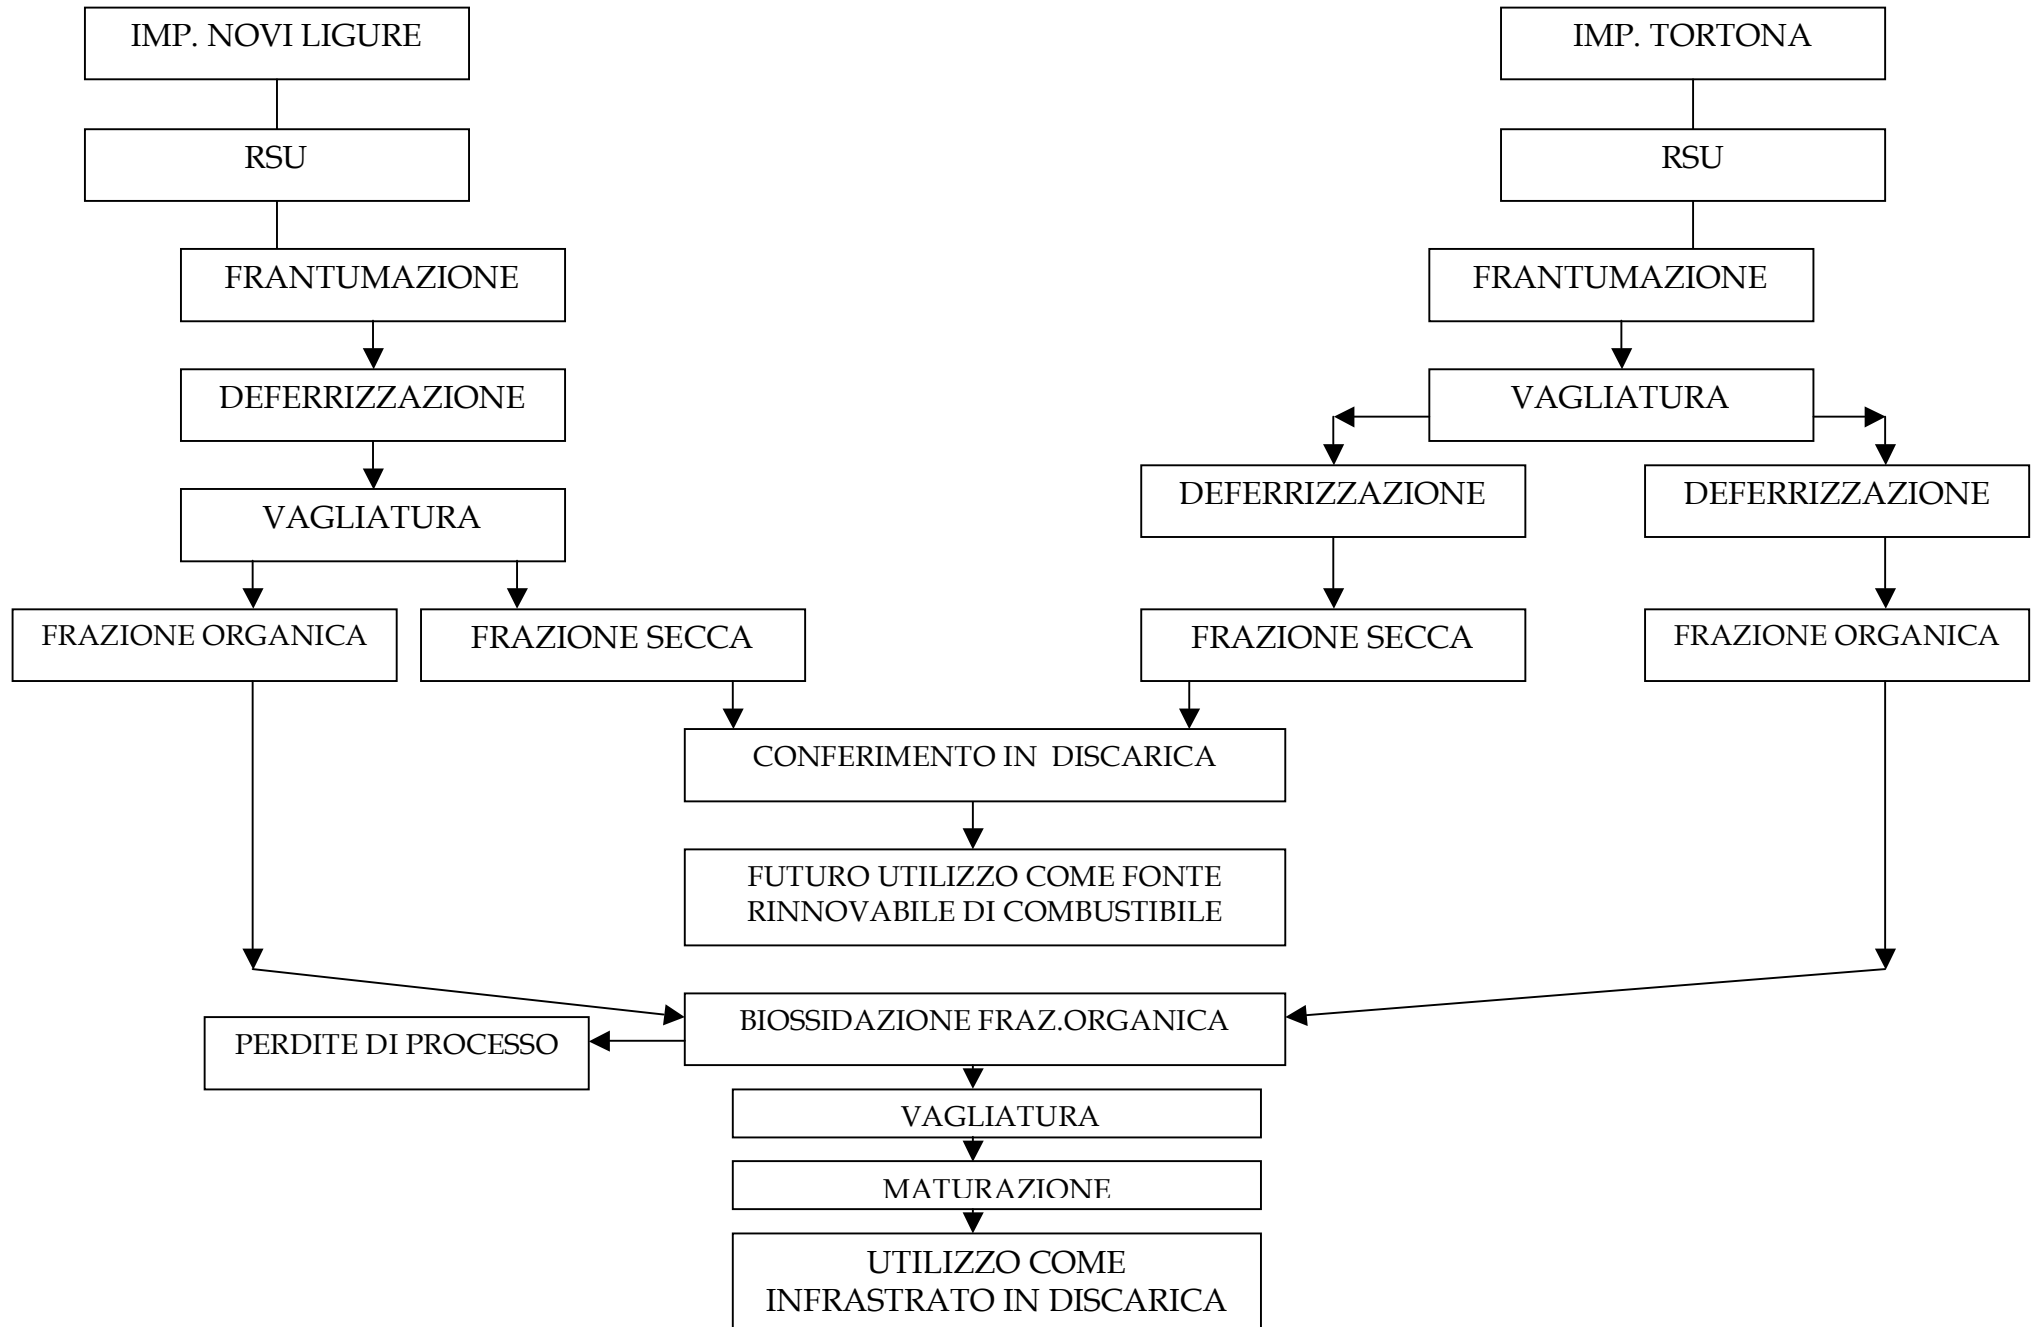 IMP. NOVI LIGURE
IMP. TORTONA
RSU
RSU
FRANTUMAZIONE
FRANTUMAZIONE
DEFERRIZZAZIONE
VAGLIATURA
DEFERRIZZAZIONE
DEFERRIZZAZIONE
VAGLIATURA
FRAZIONE ORGANICA
FRAZIONE SECCA
FRAZIONE SECCA
FRAZIONE ORGANICA
CONFERIMENTO IN DISCARICA
FUTURO UTILIZZO COME FONTE
RINNOVABILE DI COMBUSTIBILE
BIOSSIDAZIONE FRAZ.ORGANICA
PERDITE DI PROCESSO
VAGLIATURA
MATURAZIONE
UTILIZZO COME
INFRASTRATO IN DISCARICA